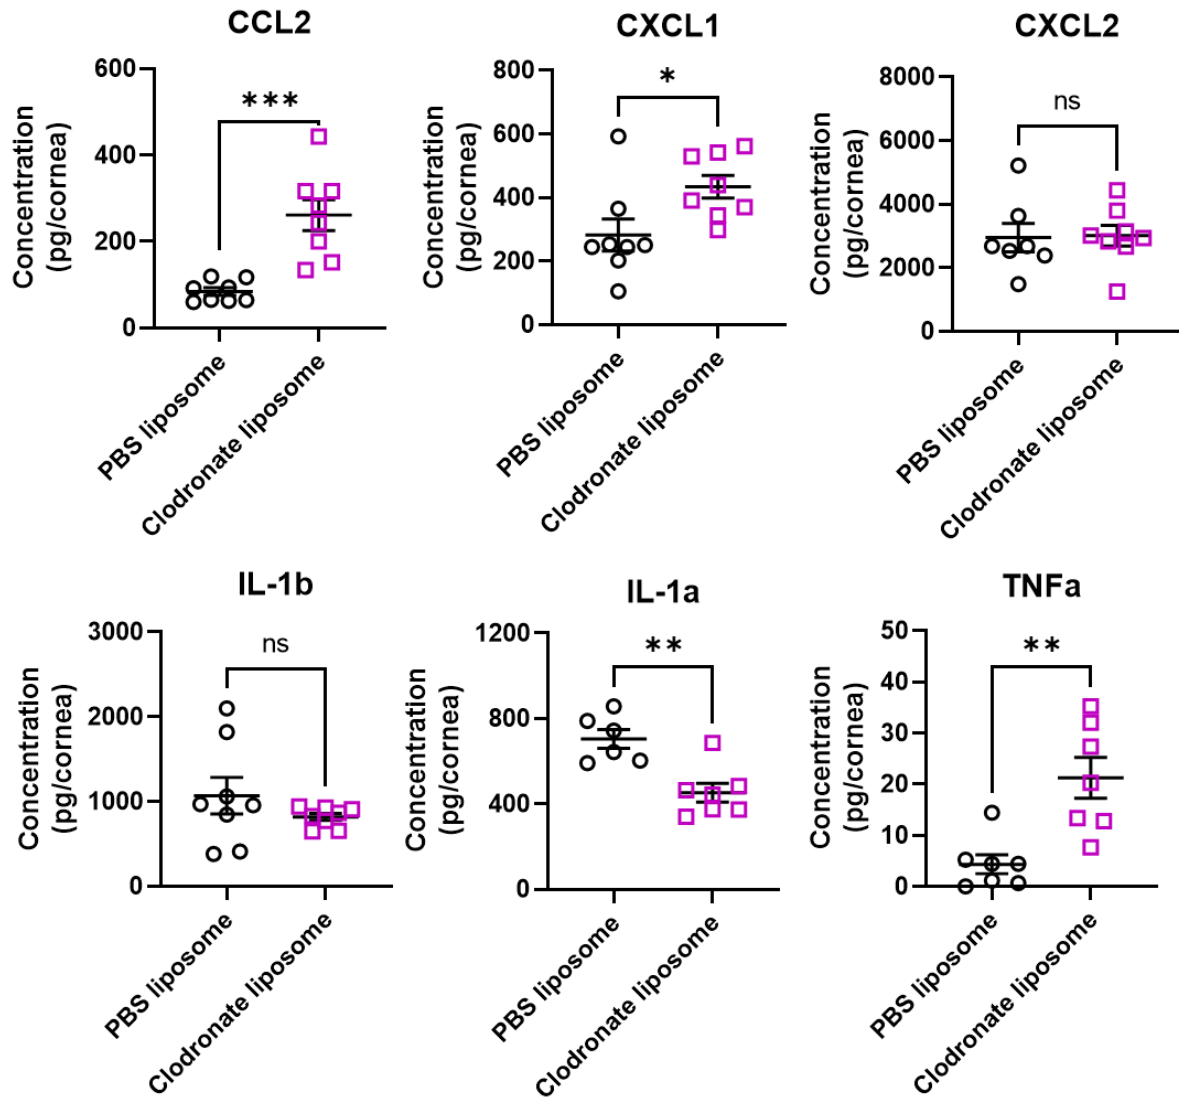 CCL2
600
400
200
0
Concentration
(pg/cornea)
***
PBS liposome
Clodronate liposome
CXCL1
800
600
400
200
0
Concentration
(pg/cornea)
*
PBS liposome
Clodronate liposome
CXCL2
8000
6000
4000
2000
0
Concentration
(pg/cornea)
ns
PBS liposome
Clodronate liposome
IL-1b
3000
2000
1000
0
Concentration
(pg/cornea)
ns
PBS liposome
Clodronate liposome
IL-1a
1200
800
400
0
Concentration
(pg/cornea)
**
PBS liposome
Clodronate liposome
TNFa
50
40
30
20
10
0
Concentration
(pg/cornea)
**
PBS liposome
Clodronate liposome